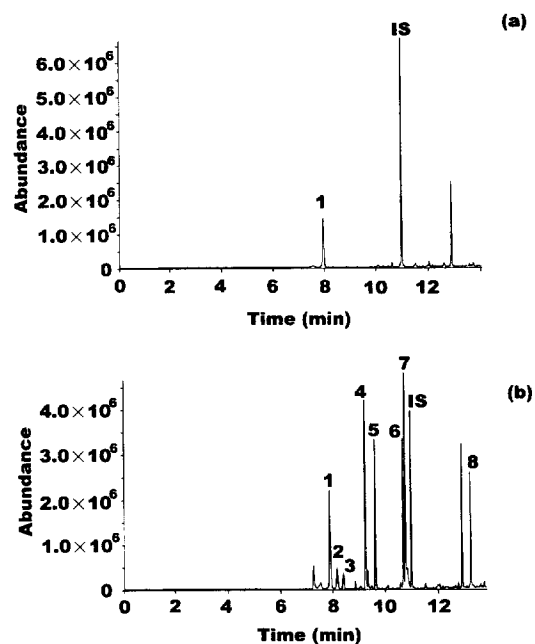 (a)
IS
6.0×10⁶
5.0×10⁶
4.0×10⁶
3.0×10⁶
2.0×10⁶
1.0×10⁶
0
Abundance
1
0 2 4 6 8 10 12
Time (min)
(b)
7
4 IS
5 6
4.0×10⁶
3.0×10⁶
2.0×10⁶
1.0×10⁶
0
Abundance
1
2
3
8
0 2 4 6 8 10 12
Time (min)